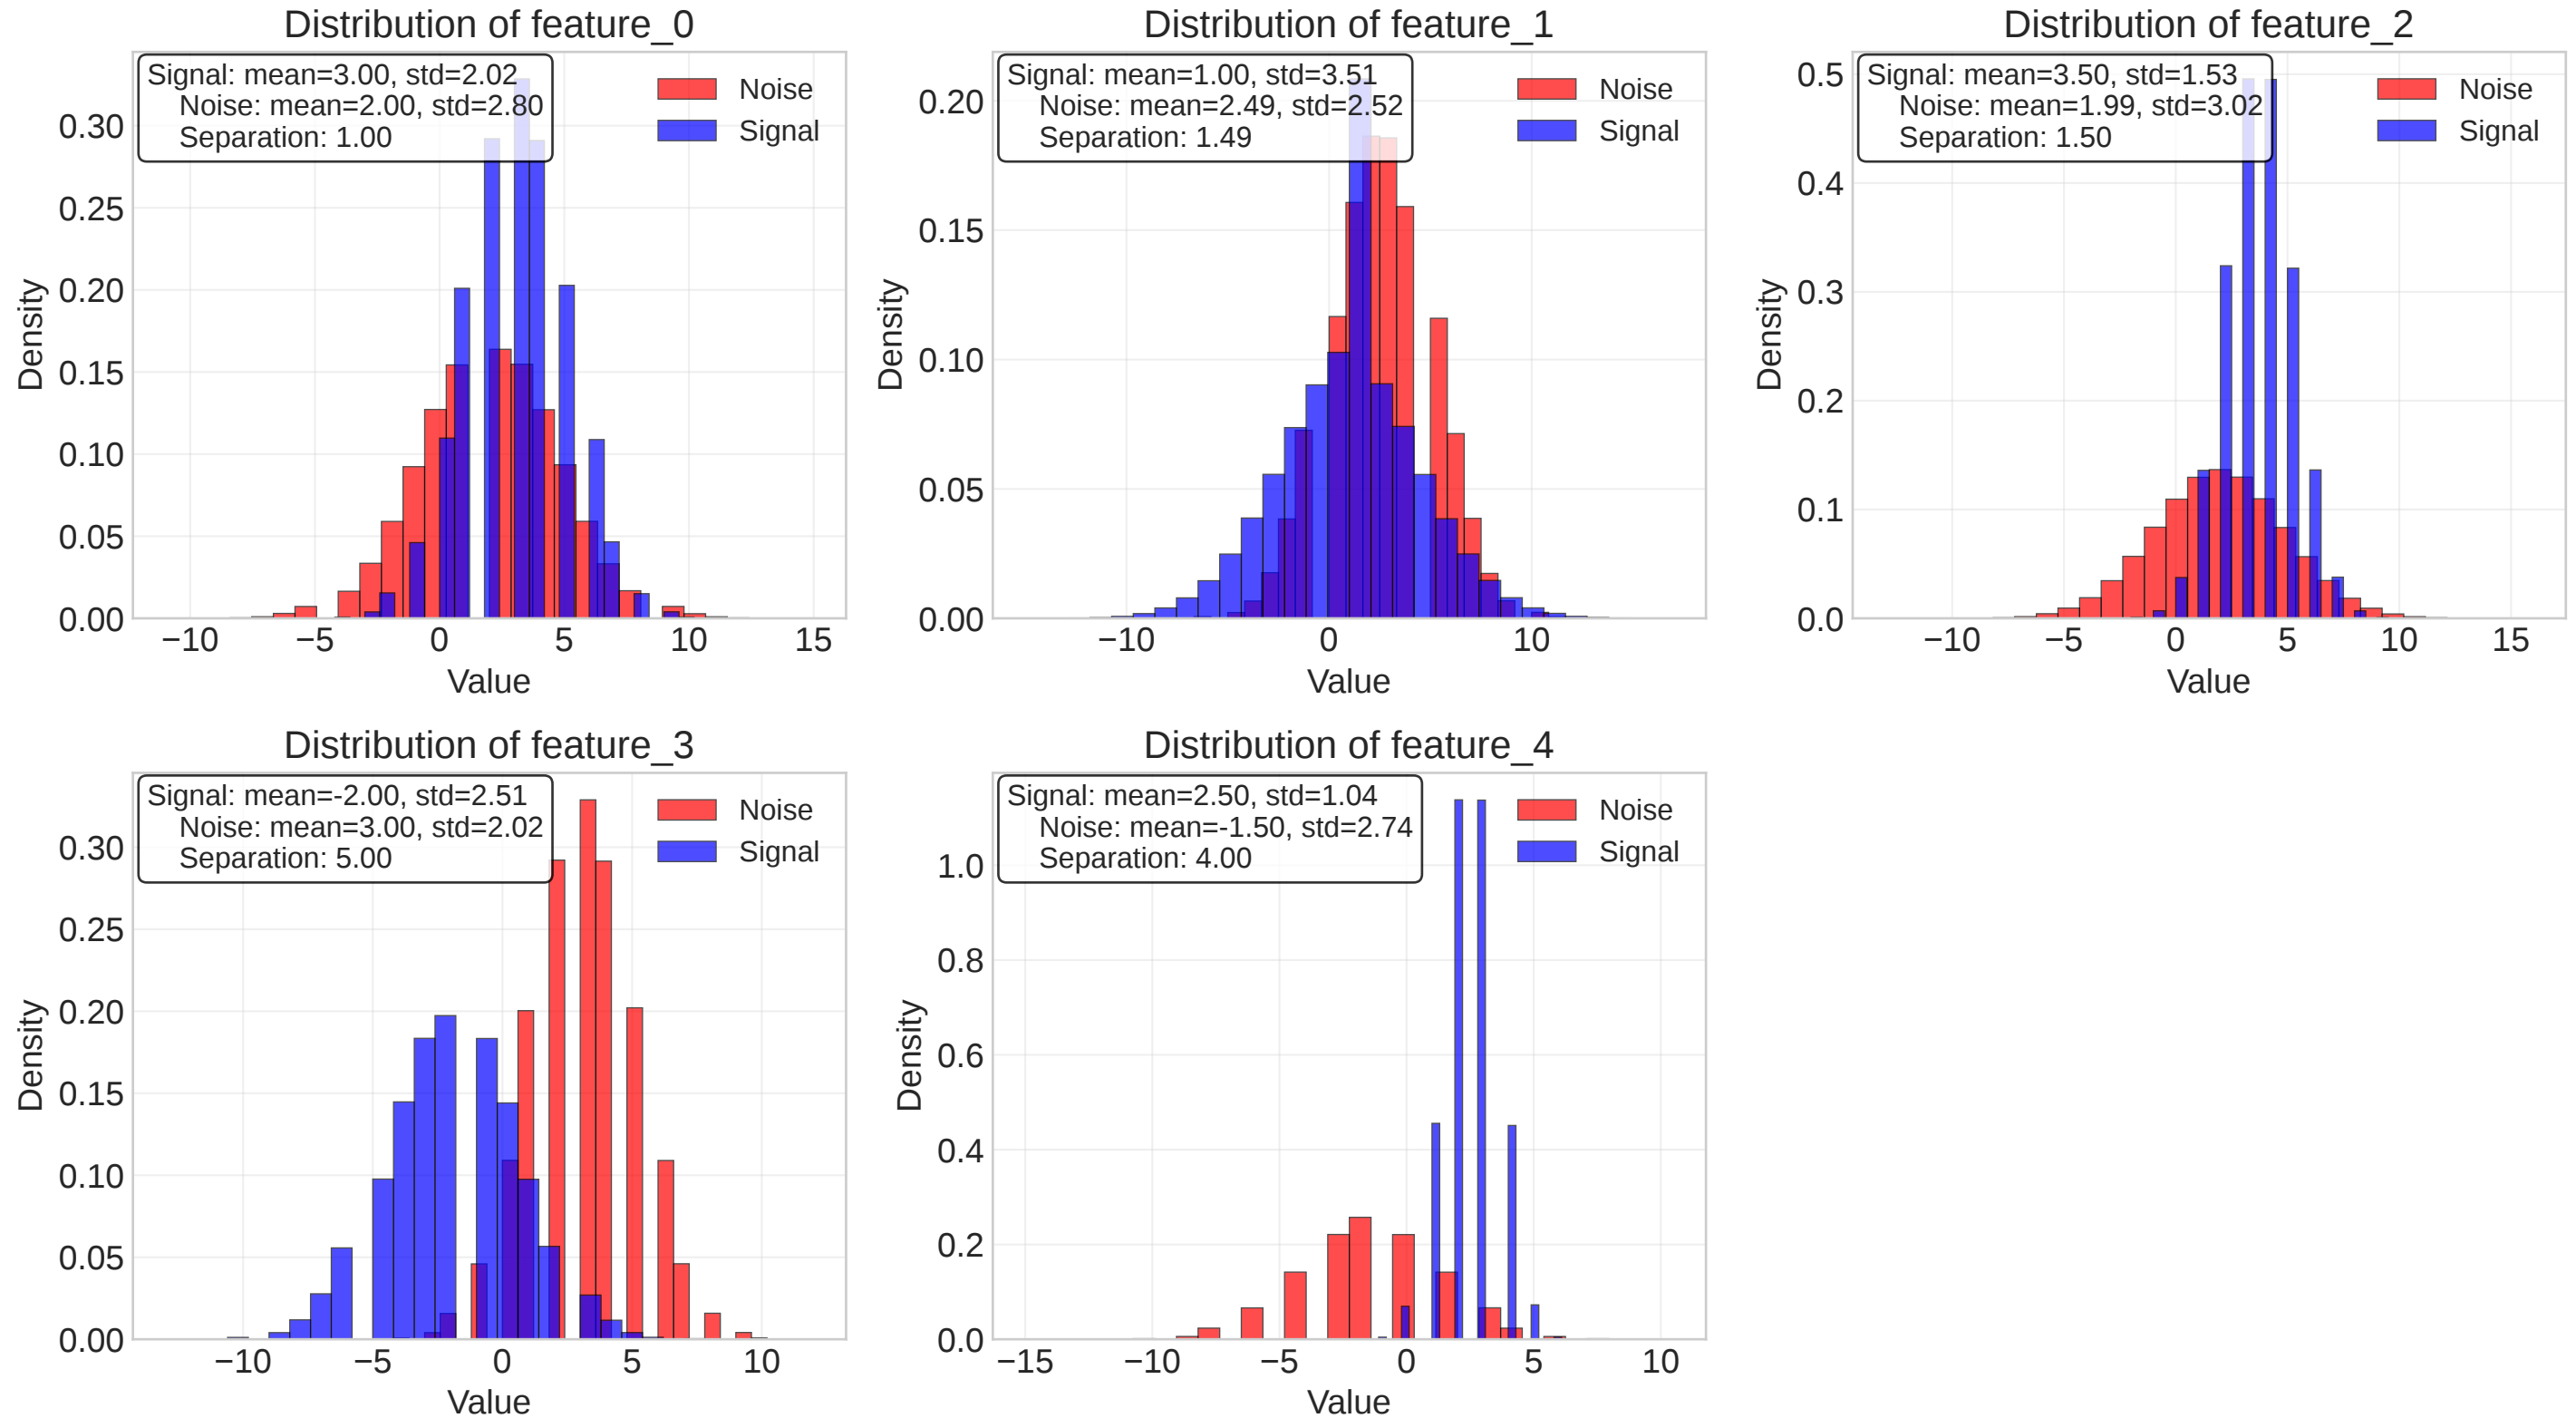 Distribution of feature_0
Signal: mean=3.00, std=2.02
Noise: mean=2.00, std=2.80
Separation: 1.00
Noise
Signal
0.30
0.25
0.20
0.15
0.10
0.05
0.00
Density
−10 −5 0 5 10 15
Value
Distribution of feature_1
Signal: mean=1.00, std=3.51
Noise: mean=2.49, std=2.52
Separation: 1.49
Noise
Signal
0.20
0.15
0.10
0.05
0.00
Density
−10 0 10
Value
Distribution of feature_2
Signal: mean=3.50, std=1.53
Noise: mean=1.99, std=3.02
Separation: 1.50
Noise
Signal
0.5
0.4
0.3
0.2
0.1
0.0
Density
−10 −5 0 5 10 15
Value
Distribution of feature_3
Signal: mean=-2.00, std=2.51
Noise: mean=3.00, std=2.02
Separation: 5.00
Noise
Signal
0.30
0.25
0.20
0.15
0.10
0.05
0.00
Density
−10 −5 0 5 10
Value
Distribution of feature_4
Signal: mean=2.50, std=1.04
Noise: mean=-1.50, std=2.74
Separation: 4.00
Noise
Signal
1.0
0.8
0.6
0.4
0.2
0.0
Density
−15 −10 −5 0 5 10
Value